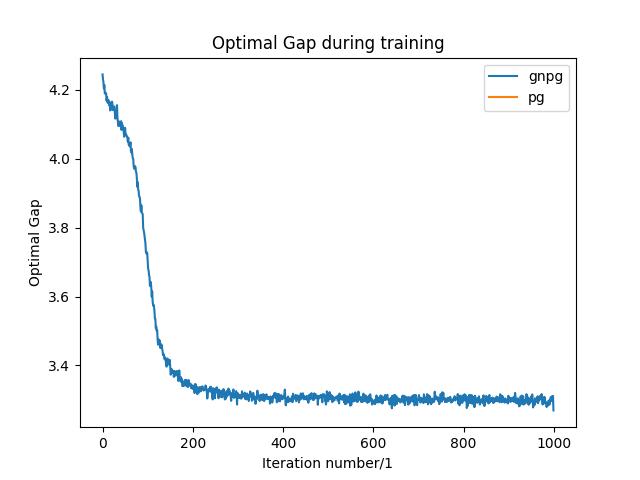 Optimal Gap during training
gnpg
pg
4.2
4.0
3.8
3.6
3.4
Optimal Gap
0 200 400 600 800 1000
Iteration number/1